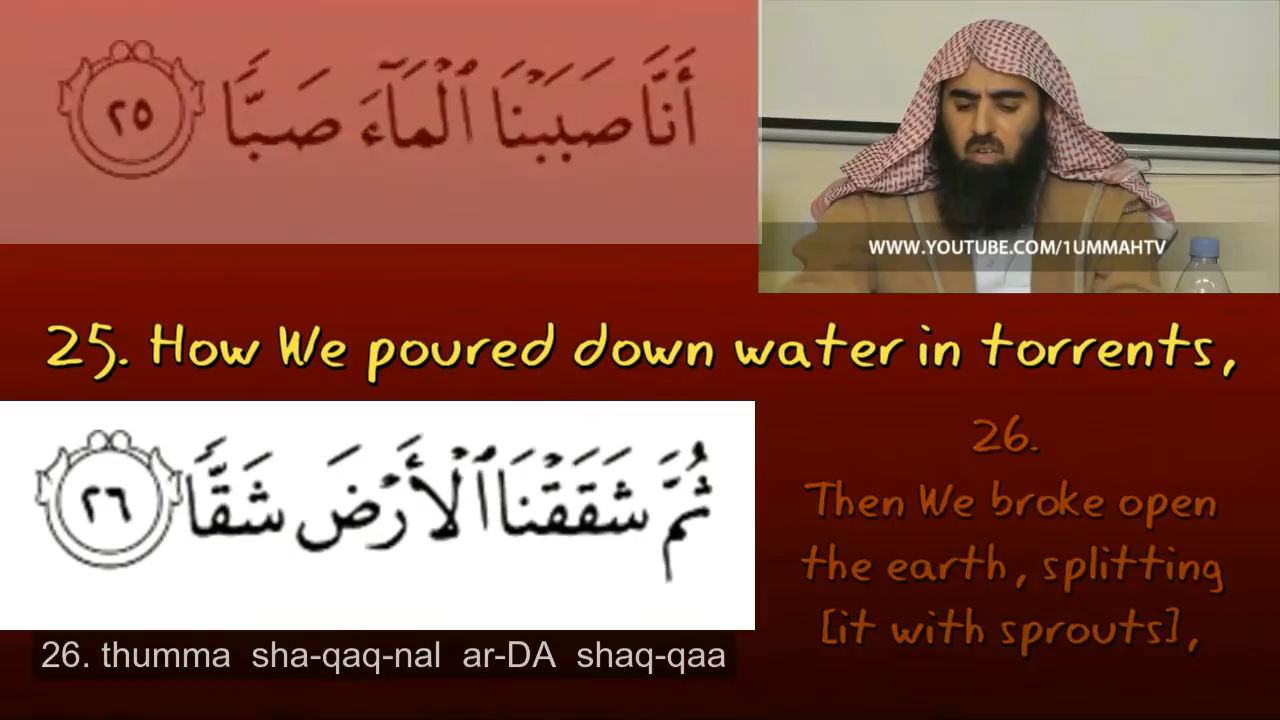 أَنَّا صَبَبْنَا ٱلْمَآءَ صَبًّا ٢٥
WWW.YOUTUBE.COM/1UMMAHTV
25. How We poured down water in torrents,
ثُمَّ شَقَقْنَا ٱلْأَرْضَ شَقًّا ٢٦
26.
Then We broke open
the earth, splitting
[it with sprouts],
26. thumma sha-qaq-nal ar-DA shaq-qaa